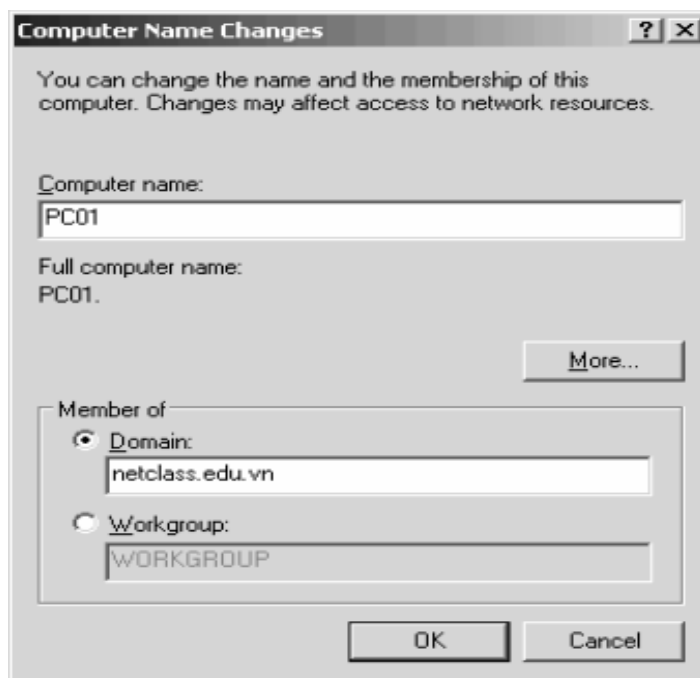 Computer Name Changes
You can change the name and the membership of this
computer. Changes may affect access to network resources.
Computer name:
PC01
Full computer name:
PC01.
More...
Member of
Domain:
netclass.edu.vn
Workgroup:
WORKGROUP
OK
Cancel